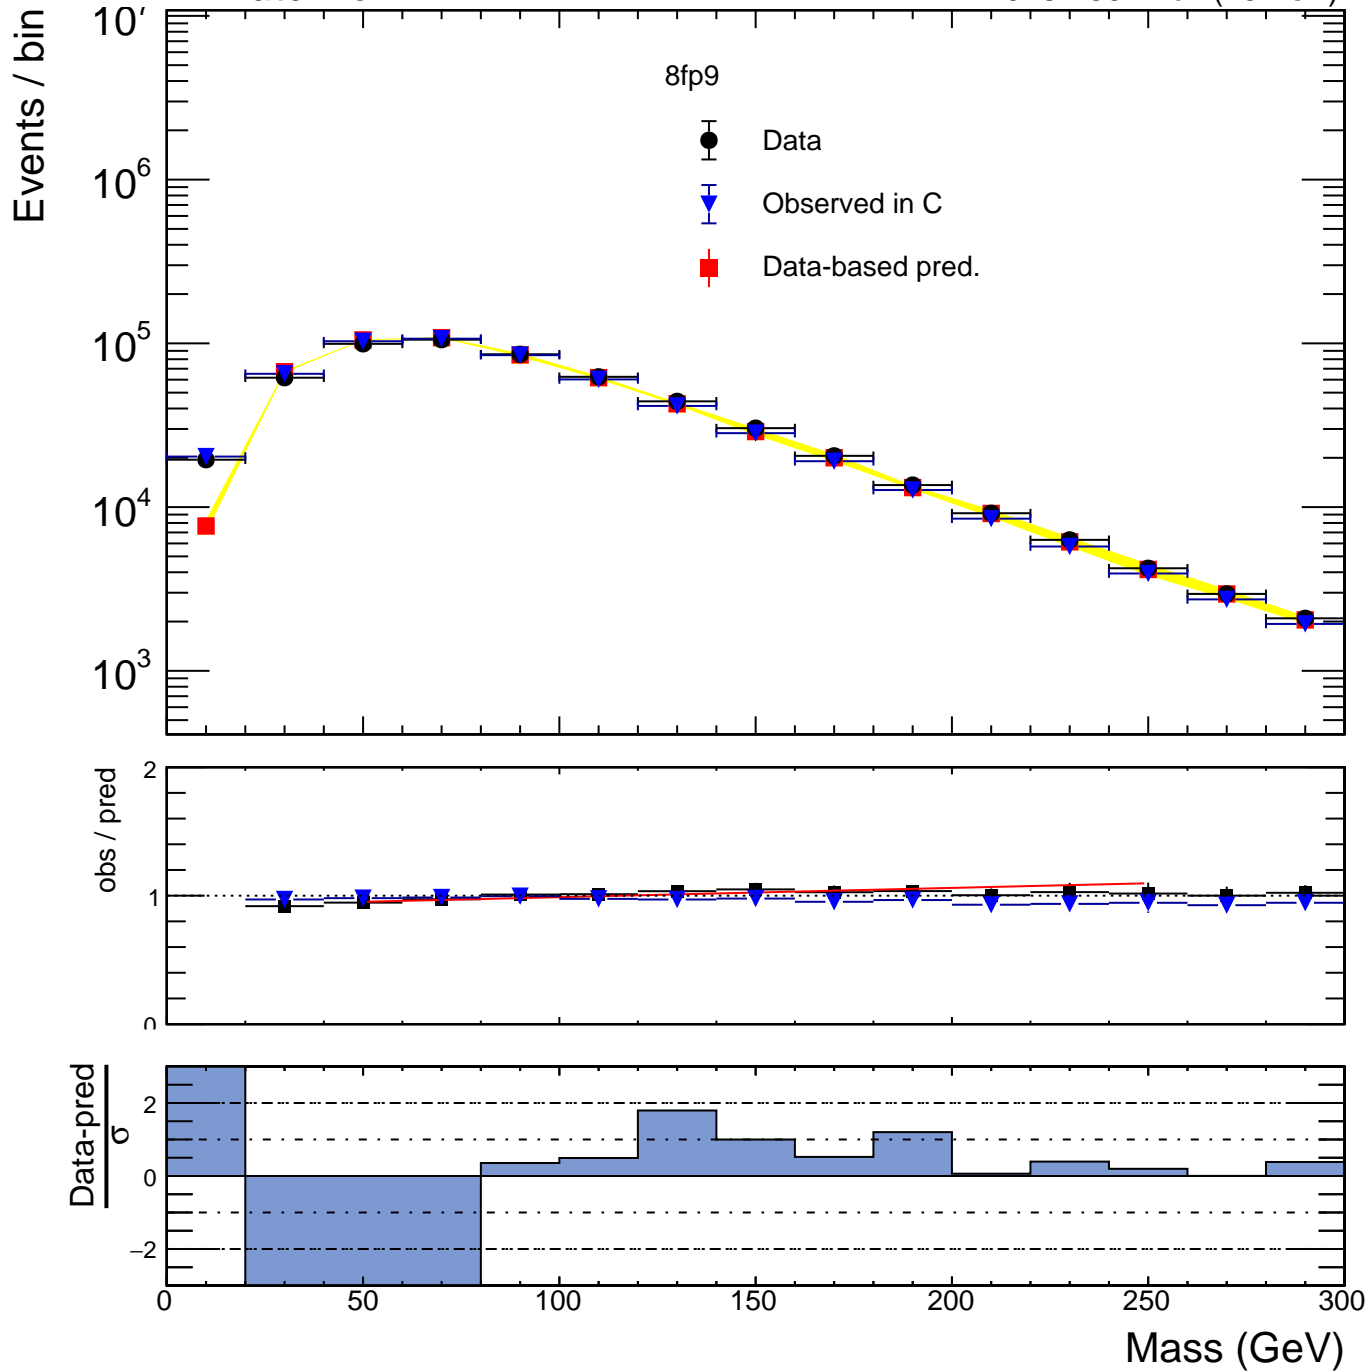 Events / bin
10⁷
10⁶
10⁵
10⁴
10³
8fp9
Data
Observed in C
Data-based pred.
obs / pred
2
1
0
Data-pred
σ
2
0
−2
0 50 100 150 200 250 300
Mass (GeV)